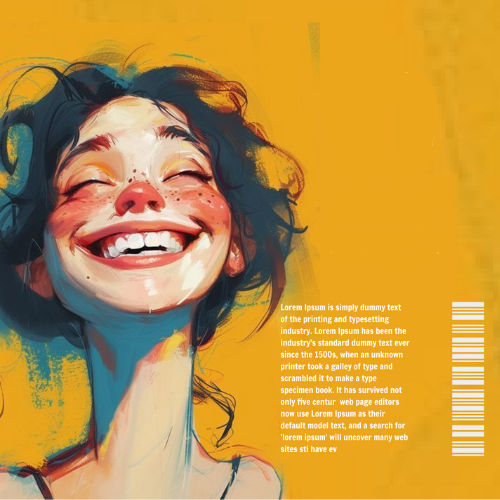 Lorem Ipsum is simply dummy text
of the printing and typesetting
industry. Lorem Ipsum has been the
industry's standard dummy text ever
since the 1500s, when an unknown
printer took a galley of type and
scrambled it to make a type
specimen book. It has survived not
only five centur web page editors
now use Lorem Ipsum as their
default model text, and a search for
'lorem ipsum' will uncover many web
sites sti have ev